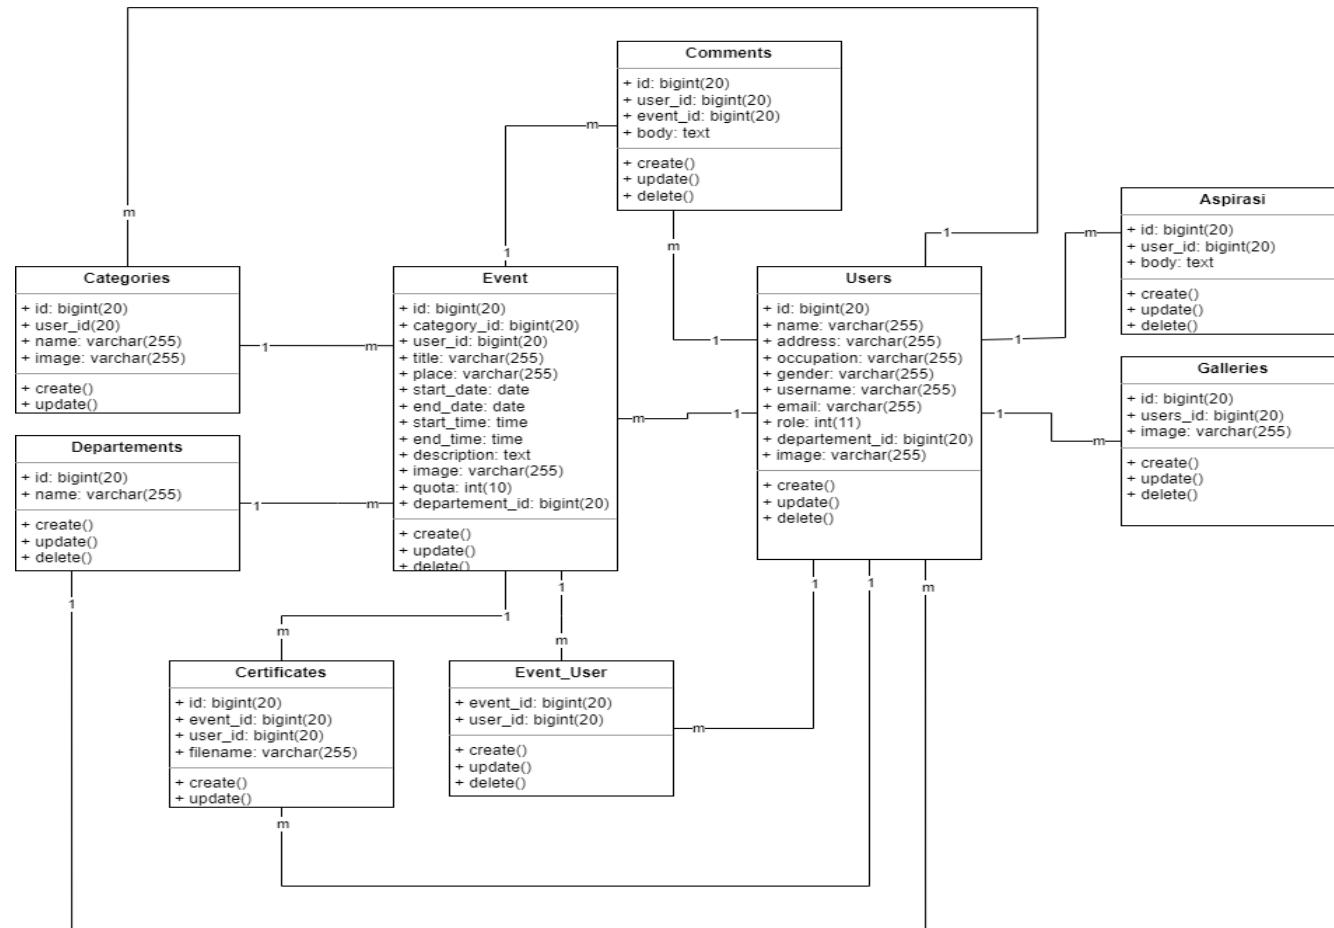 Comments
+ id: bigint(20)
+ user_id: bigint(20)
+ event_id: bigint(20)
+ body: text
+ create()
+ update()
+ delete()
m
1
m
m
1
Aspirasi
+ id: bigint(20)
+ user_id: bigint(20)
+ body: text
+ create()
+ update()
+ delete()
m
1
Categories
+ id: bigint(20)
+ user_id(20)
+ name: varchar(255)
+ image: varchar(255)
+ create()
+ update()
1
m
Event
+ id: bigint(20)
+ category_id: bigint(20)
+ user_id: bigint(20)
+ title: varchar(255)
+ place: varchar(255)
+ start_date: date
+ end_date: date
+ start_time: time
+ end_time: time
+ description: text
+ image: varchar(255)
+ quota: int(10)
+ departement_id: bigint(20)
+ create()
+ update()
+ delete()
1
m
1
Users
+ id: bigint(20)
+ name: varchar(255)
+ address: varchar(255)
+ occupation: varchar(255)
+ gender: varchar(255)
+ username: varchar(255)
+ email: varchar(255)
+ role: int(11)
+ departement_id: bigint(20)
+ image: varchar(255)
+ create()
+ update()
+ delete()
1
m
Galleries
+ id: bigint(20)
+ users_id: bigint(20)
+ image: varchar(255)
+ create()
+ update()
+ delete()
Departements
+ id: bigint(20)
+ name: varchar(255)
+ create()
+ update()
+ delete()
1
m
1
1
m
1
m
1
1
m
Certificates
+ id: bigint(20)
+ event_id: bigint(20)
+ user_id: bigint(20)
+ filename: varchar(255)
+ create()
+ update()
m
Event_User
+ event_id: bigint(20)
+ user_id: bigint(20)
+ create()
+ update()
+ delete()
m